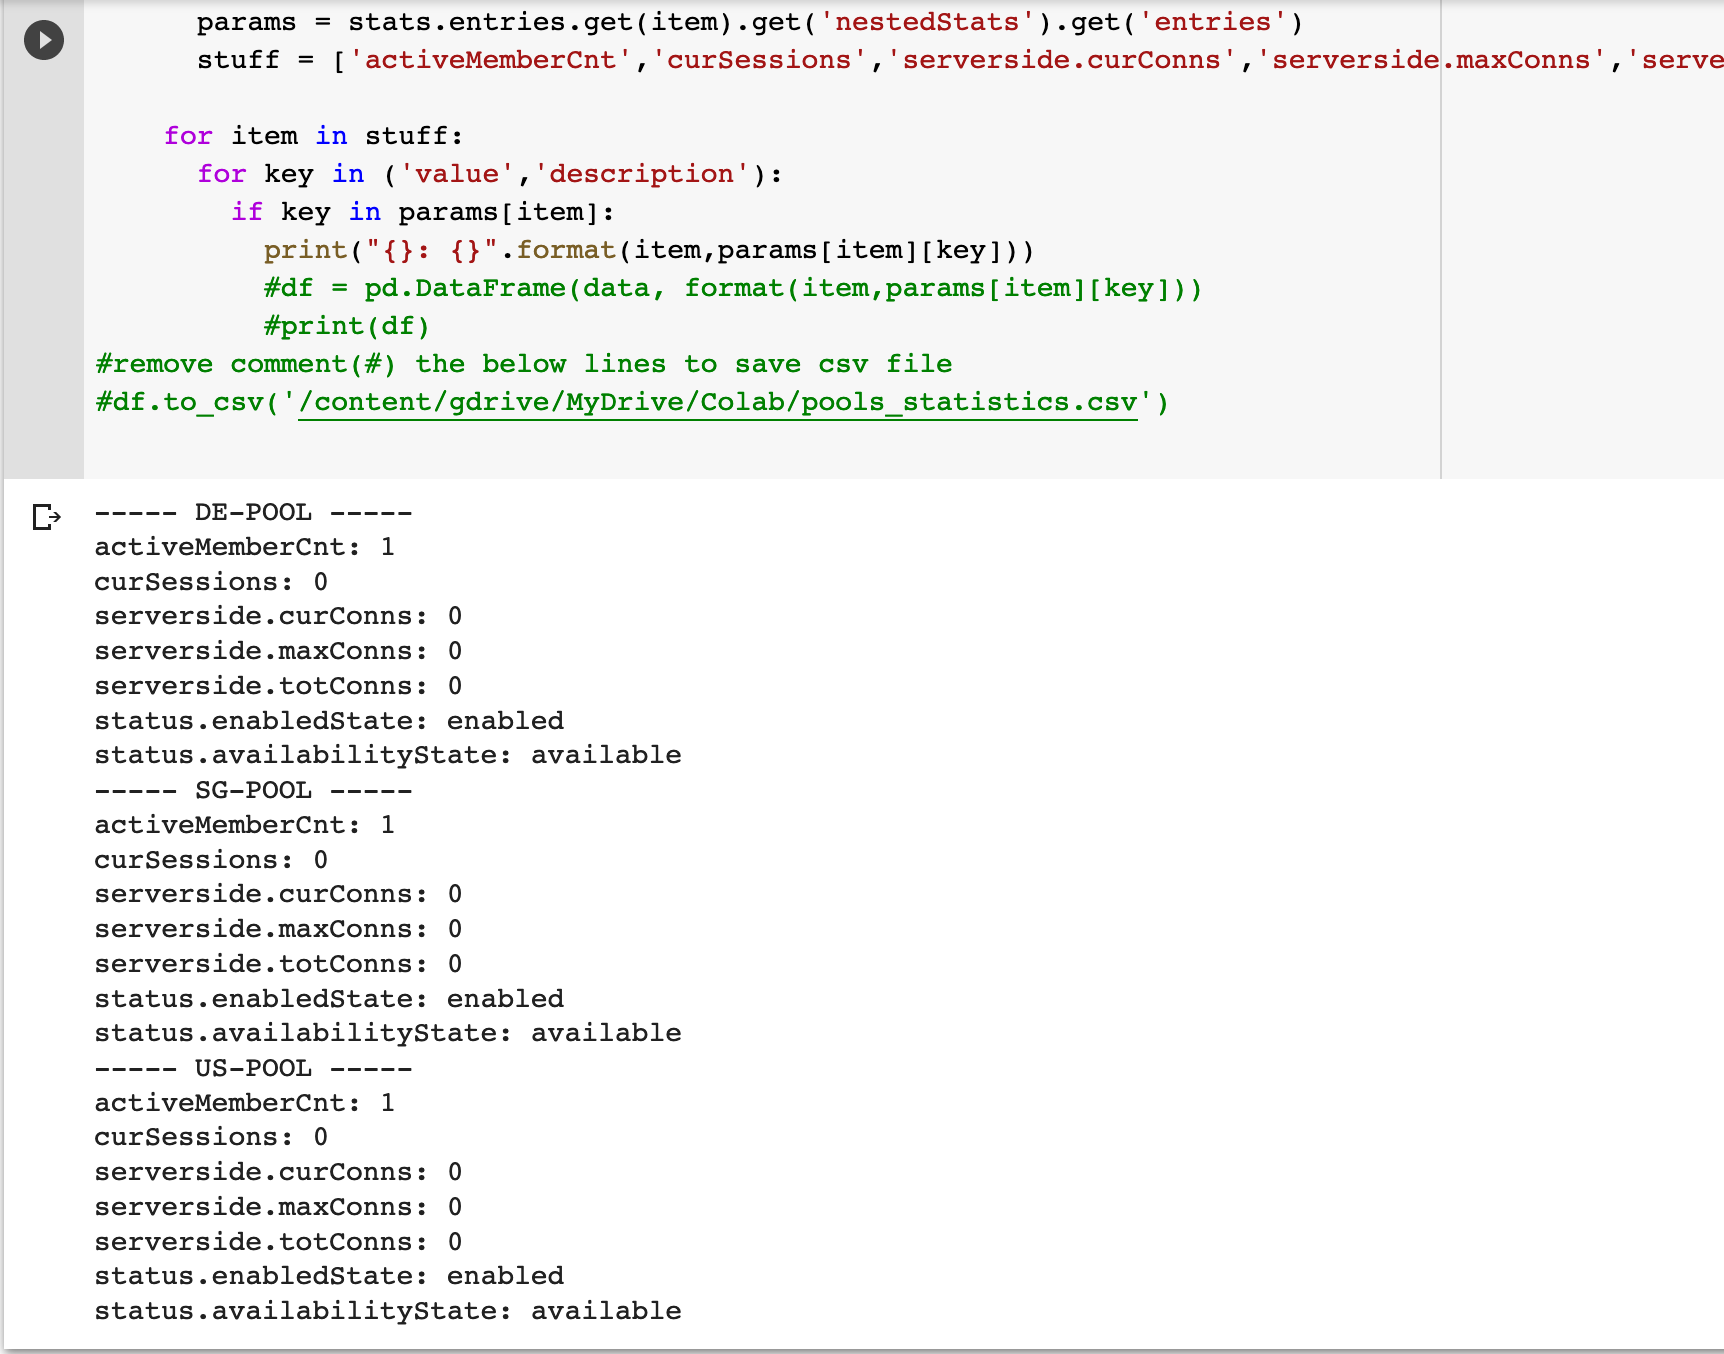 params = stats.entries.get(item).get('nestedStats').get('entries')
stuff = ['activeMemberCnt','curSessions','serverside.curConns','serverside.maxConns','serve
for item in stuff:
for key in ('value','description'):
if key in params[item]:
print("{}: {}".format(item,params[item][key]))
#df = pd.DataFrame(data, format(item,params[item][key]))
#print(df)
#remove comment(#) the below lines to save csv file
#df.to_csv('/content/gdrive/MyDrive/Colab/pools_statistics.csv')
----- DE-POOL -----
activeMemberCnt: 1
curSessions: 0
serverside.curConns: 0
serverside.maxConns: 0
serverside.totConns: 0
status.enabledState: enabled
status.availabilityState: available
----- SG-POOL -----
activeMemberCnt: 1
curSessions: 0
serverside.curConns: 0
serverside.maxConns: 0
serverside.totConns: 0
status.enabledState: enabled
status.availabilityState: available
----- US-POOL -----
activeMemberCnt: 1
curSessions: 0
serverside.curConns: 0
serverside.maxConns: 0
serverside.totConns: 0
status.enabledState: enabled
status.availabilityState: available